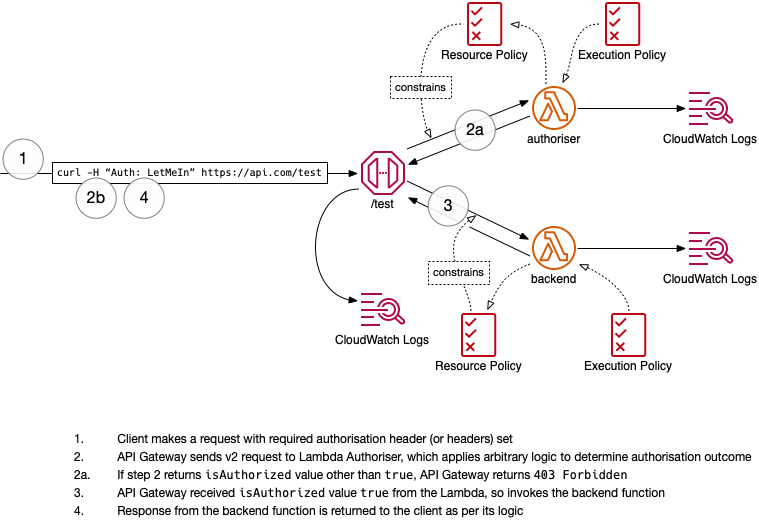 Resource Policy
Execution Policy
constrains
2a
authoriser
CloudWatch Logs
1
curl -H “Auth: LetMeIn” https://api.com/test
2b
4
/test
3
backend
CloudWatch Logs
constrains
CloudWatch Logs
Resource Policy
Execution Policy
1. Client makes a request with required authorisation header (or headers) set
2. API Gateway sends v2 request to Lambda Authoriser, which applies arbitrary logic to determine authorisation outcome
2a. If step 2 returns isAuthorized value other than true, API Gateway returns 403 Forbidden
3. API Gateway received isAuthorized value true from the Lambda, so invokes the backend function
4. Response from the backend function is returned to the client as per its logic